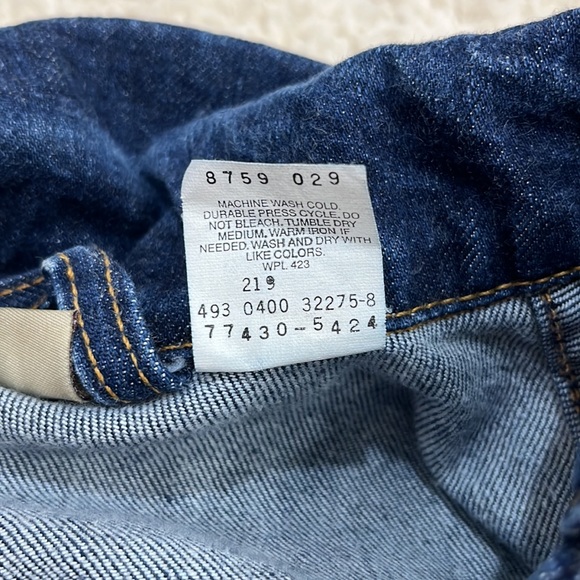 8759 029
MACHINE WASH COLD.
DURABLE PRESS CYCLE. DO
NOT BLEACH. TUMBLE DRY
MEDIUM. WARM IRON IF
NEEDED. WASH AND DRY WITH
LIKE COLORS.
WPL 423
219
493 0400 32275-8
77430-5424